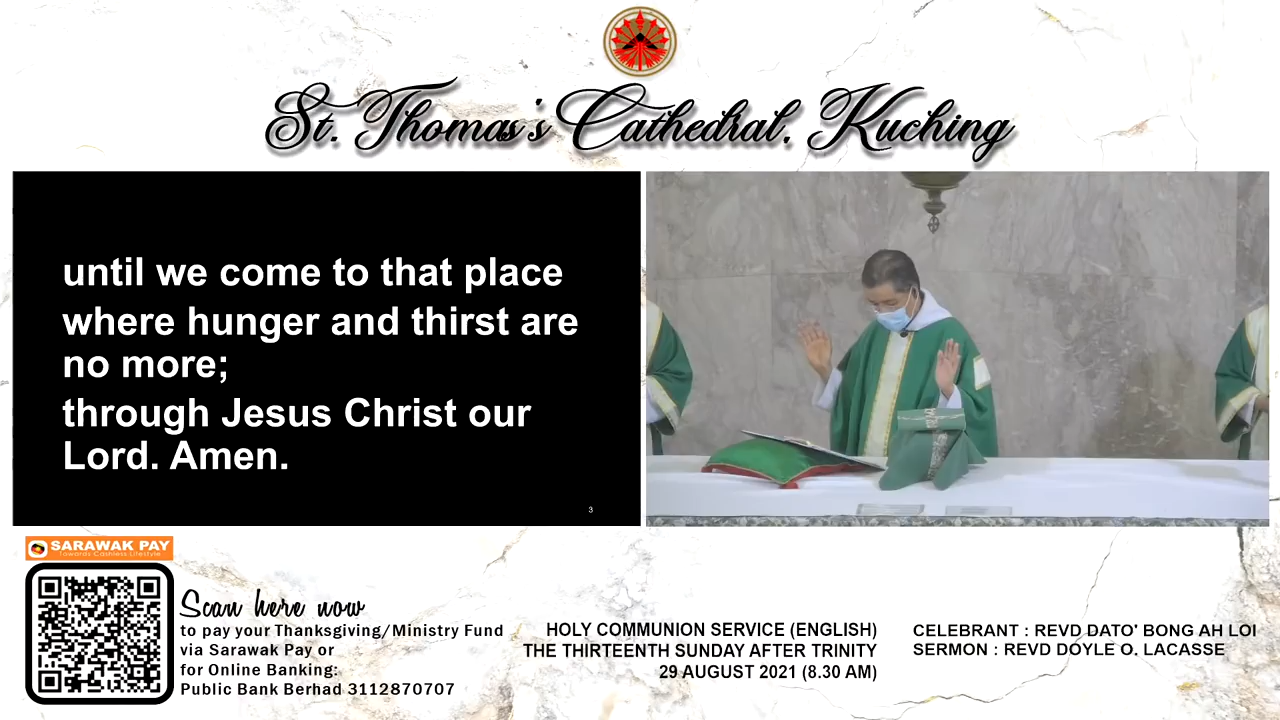 St. Thomas's Cathedral, Kuching
until we come to that place
where hunger and thirst are
no more;
through Jesus Christ our
Lord. Amen.
3
SARAWAK PAY
Towards Cashless Lifestyle
Scan here now
to pay your Thanksgiving/Ministry Fund
via Sarawak Pay or
for Online Banking:
Public Bank Berhad 3112870707
HOLY COMMUNION SERVICE (ENGLISH)
THE THIRTEENTH SUNDAY AFTER TRINITY
29 AUGUST 2021 (8.30 AM)
CELEBRANT : REVD DATO' BONG AH LOI
SERMON : REVD DOYLE O. LACASSE